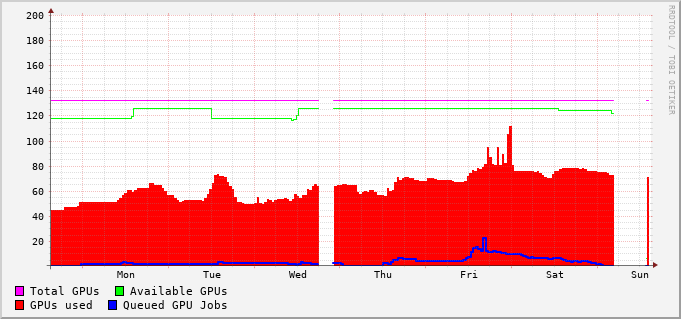 200
180
160
140
120
100
80
60
40
20
Mon Tue Wed Thu Fri Sat Sun
Total GPUs Available GPUs
GPUs used Queued GPU Jobs
RRDTOOL / TOBI OETIKER